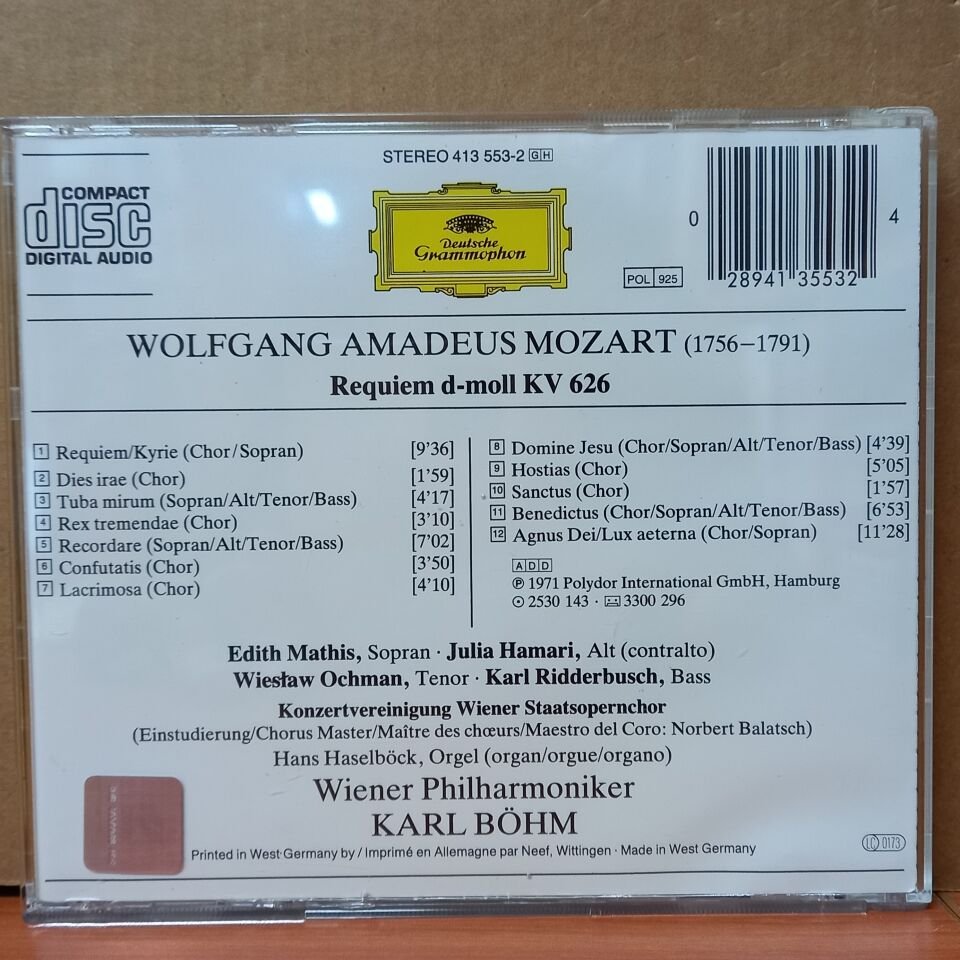 STEREO 413 553-2 GH
COMPACT
disc
DIGITAL AUDIO
Deutsche
Grammophon
POL 925
0 28941 35532 4
WOLFGANG AMADEUS MOZART (1756–1791)
Requiem d-moll KV 626
1 Requiem/Kyrie (Chor/Sopran) [9'36]
2 Dies irae (Chor) [1'59]
3 Tuba mirum (Sopran/Alt/Tenor/Bass) [4'17]
4 Rex tremendae (Chor) [3'10]
5 Recordare (Sopran/Alt/Tenor/Bass) [7'02]
6 Confutatis (Chor) [3'50]
7 Lacrimosa (Chor) [4'10]
8 Domine Jesu (Chor/Sopran/Alt/Tenor/Bass) [4'39]
9 Hostias (Chor) [5'05]
10 Sanctus (Chor) [1'57]
11 Benedictus (Chor/Sopran/Alt/Tenor/Bass) [6'53]
12 Agnus Dei/Lux aeterna (Chor/Sopran) [11'28]
ADD
℗ 1971 Polydor International GmbH, Hamburg
2530 143 · 3300 296
Edith Mathis, Sopran · Julia Hamari, Alt (contralto)
Wiesław Ochman, Tenor · Karl Ridderbusch, Bass
Konzertvereinigung Wiener Staatsopernchor
(Einstudierung/Chorus Master/Maître des chœurs/Maestro del Coro: Norbert Balatsch)
Hans Haselböck, Orgel (organ/orgue/organo)
Wiener Philharmoniker
KARL BÖHM
Printed in West Germany by / Imprimé en Allemagne par Neef, Wittingen · Made in West Germany
LC 0173